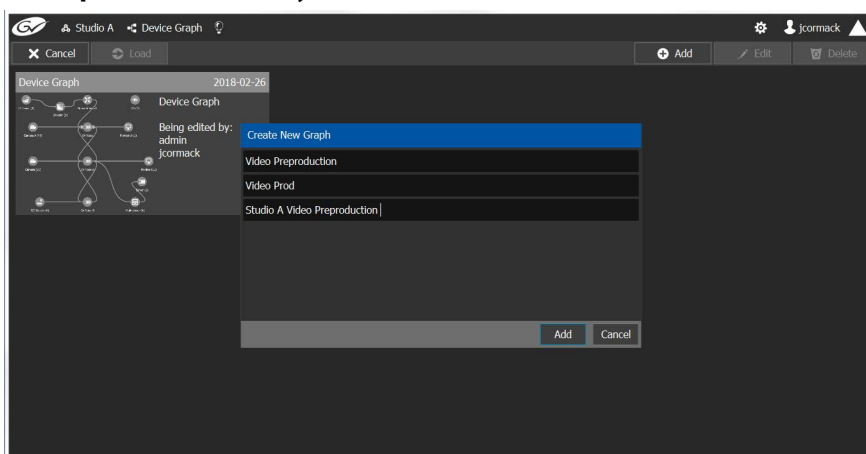 GV Studio A Device Graph jcormack
Cancel Load Add Edit Delete
Device Graph 2018-02-26
Device Graph
Being edited by:
admin
jcormack
Create New Graph
Video Preproduction
Video Prod
Studio A Video Preproduction
Add Cancel